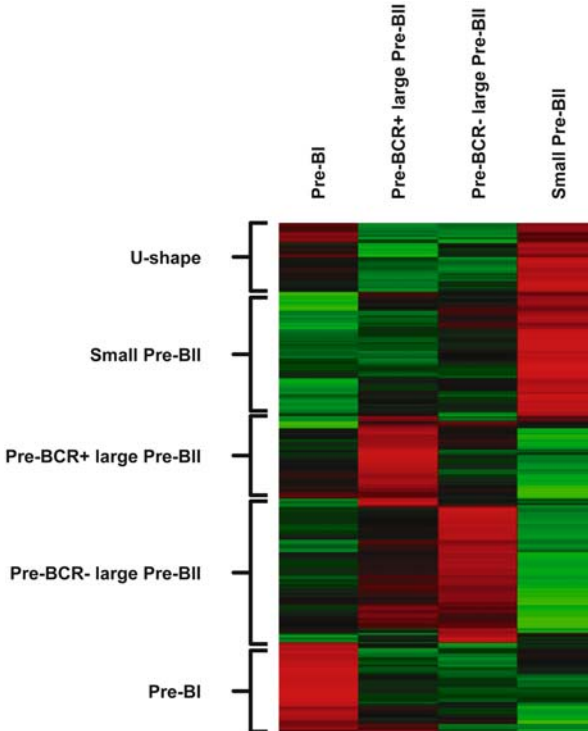 Pre-BI
Pre-BCR+ large Pre-BII
Pre-BCR- large Pre-BII
Small Pre-BII
U-shape
Small Pre-BII
Pre-BCR+ large Pre-BII
Pre-BCR- large Pre-BII
Pre-BI